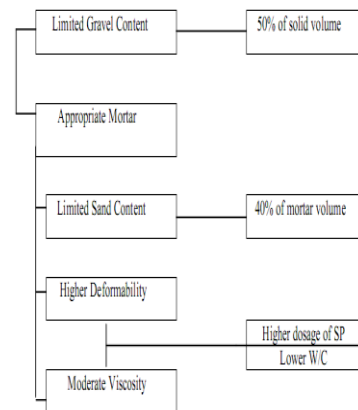 Limited Gravel Content
50% of solid volume
Appropriate Mortar
Limited Sand Content
40% of mortar volume
Higher Deformability
Higher dosage of SP
Lower W/C
Moderate Viscosity